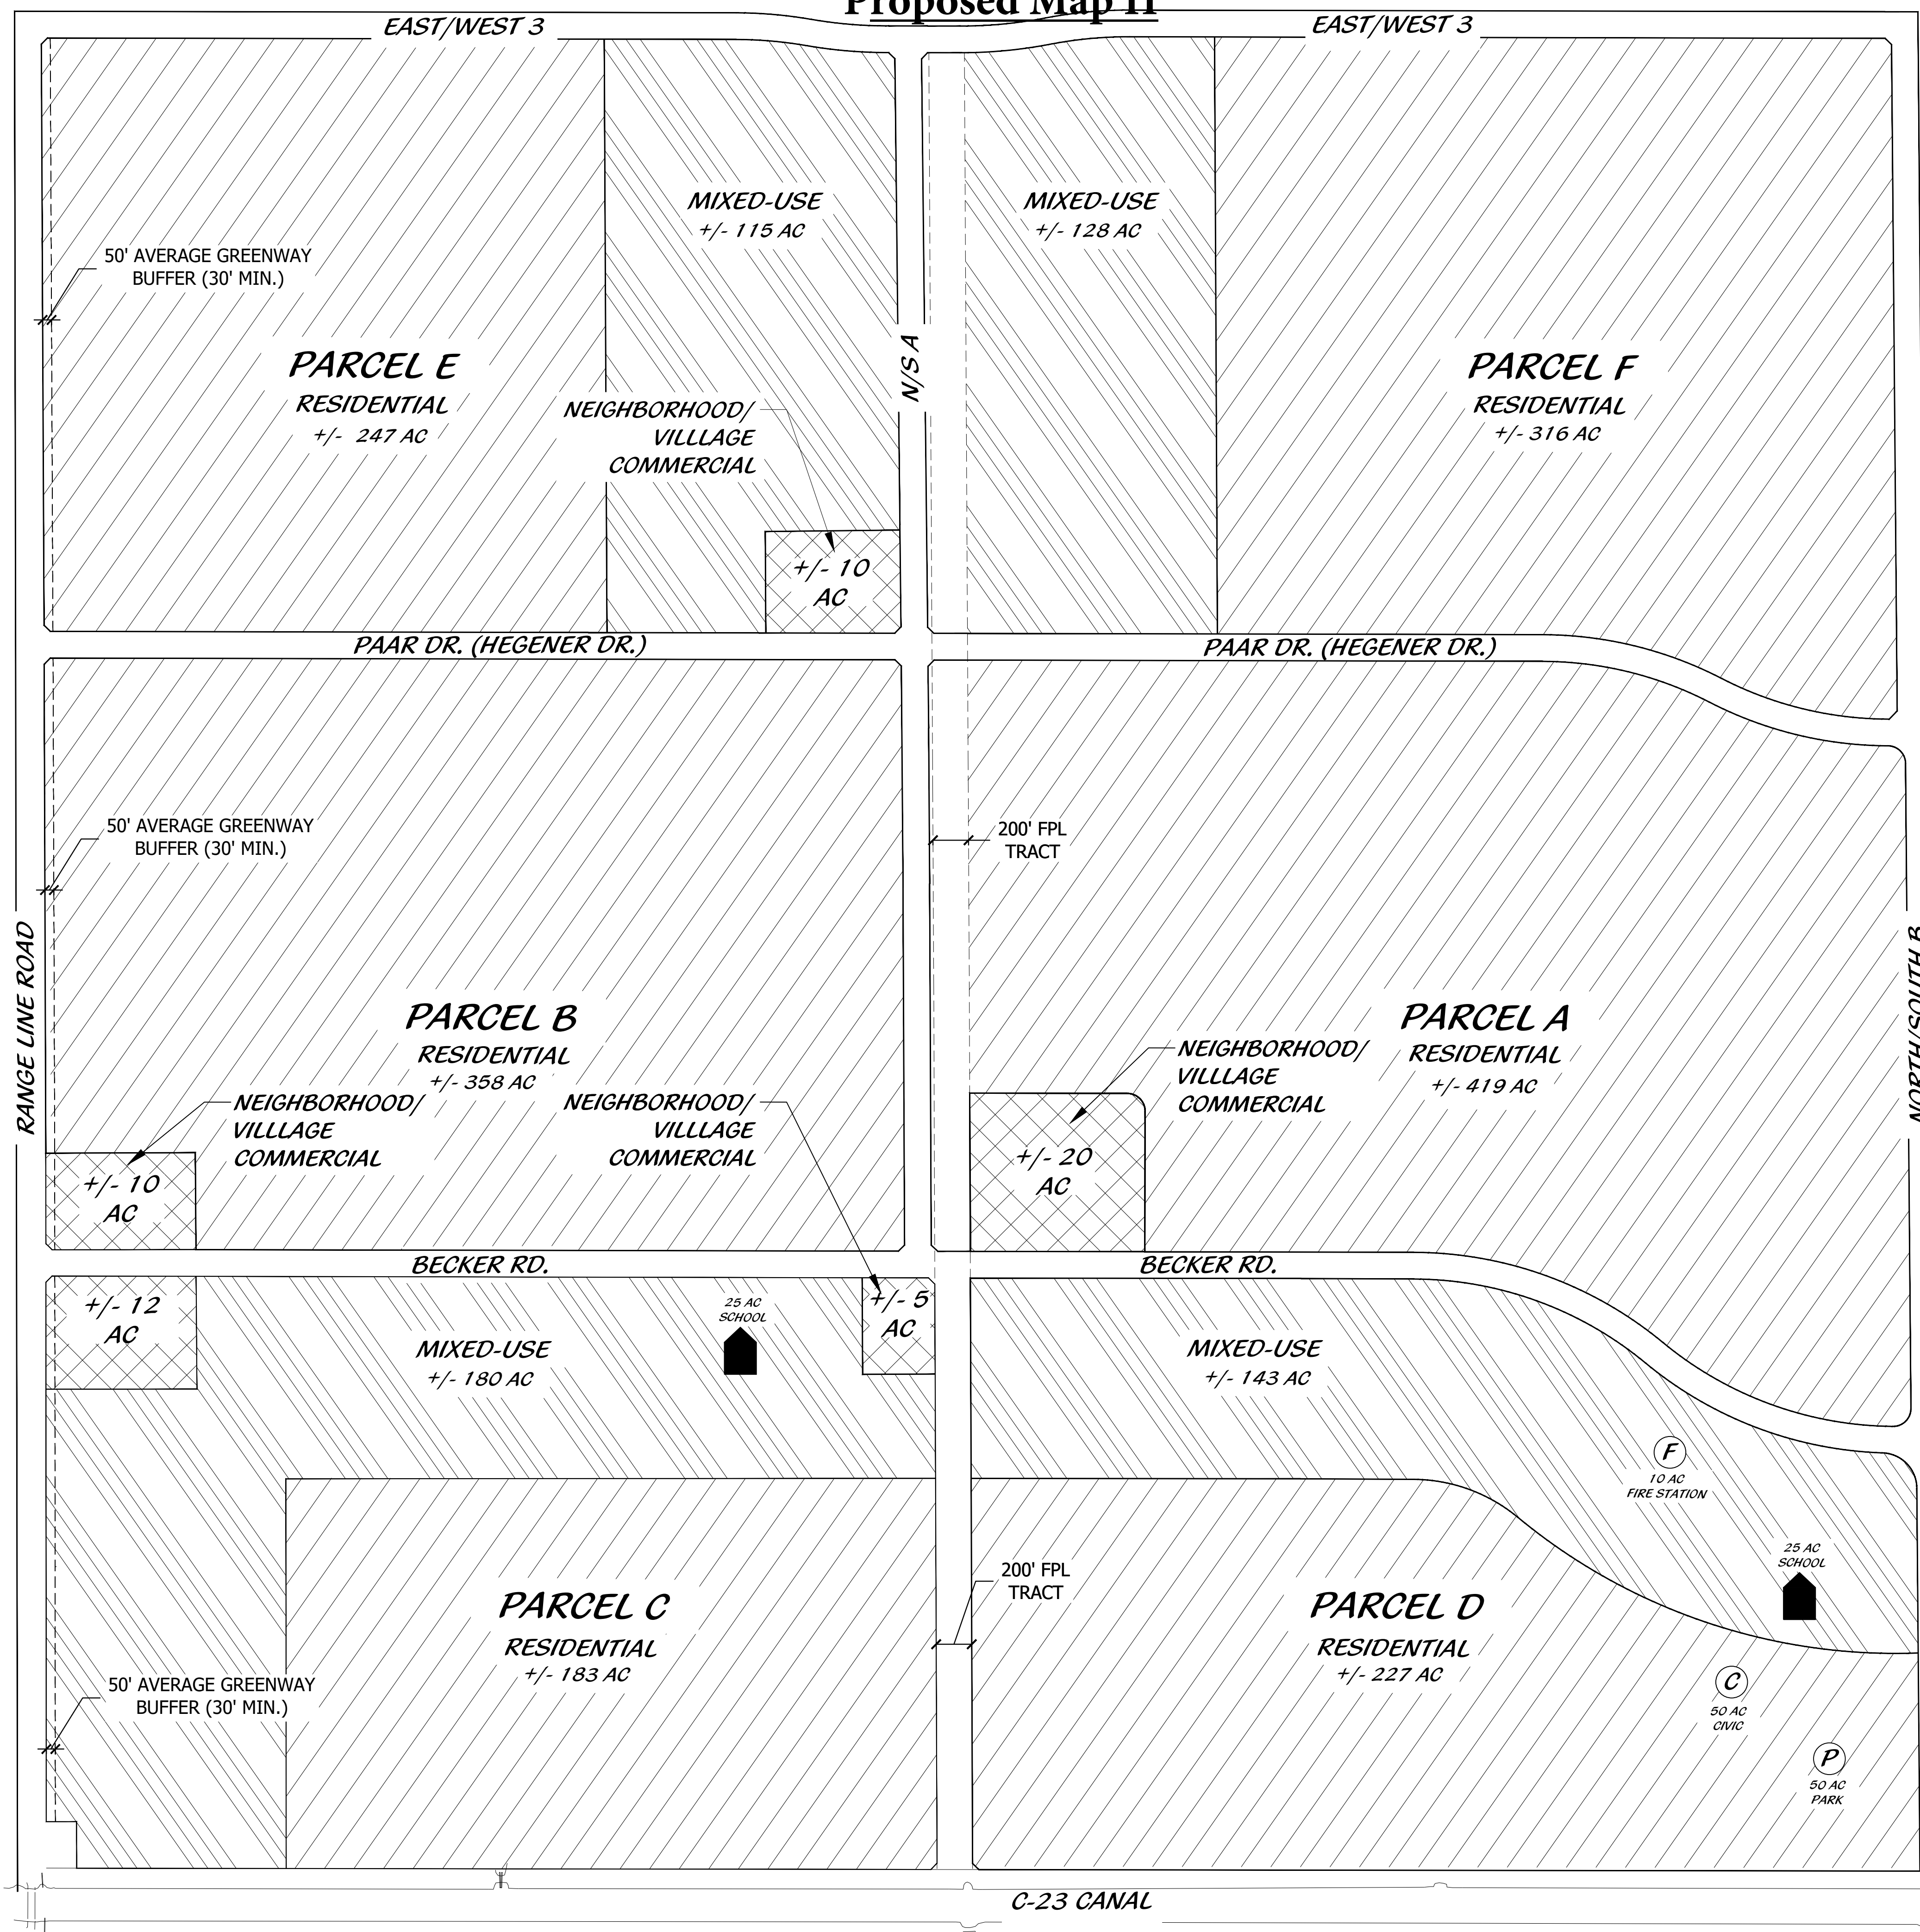 Proposed Map H
EAST/WEST 3
EAST/WEST 3
MIXED-USE
+/- 115 AC
MIXED-USE
+/- 128 AC
50' AVERAGE GREENWAY
BUFFER (30' MIN.)
N/S A
PARCEL E
RESIDENTIAL
+/- 247 AC
NEIGHBORHOOD/
VILLLAGE
COMMERCIAL
PARCEL F
RESIDENTIAL
+/- 316 AC
+/- 10
AC
PAAR DR. (HEGENER DR.)
PAAR DR. (HEGENER DR.)
50' AVERAGE GREENWAY
BUFFER (30' MIN.)
200' FPL
TRACT
RANGE LINE ROAD
NORTH/SOUTH B
PARCEL B
RESIDENTIAL
+/- 358 AC
PARCEL A
RESIDENTIAL
+/- 419 AC
NEIGHBORHOOD/
VILLLAGE
COMMERCIAL
NEIGHBORHOOD/
VILLLAGE
COMMERCIAL
NEIGHBORHOOD/
VILLLAGE
COMMERCIAL
+/- 10
AC
+/- 20
AC
BECKER RD.
BECKER RD.
+/- 12
AC
25 AC
SCHOOL
+/- 5
AC
MIXED-USE
+/- 180 AC
MIXED-USE
+/- 143 AC
F
10 AC
FIRE STATION
25 AC
SCHOOL
200' FPL
TRACT
PARCEL C
RESIDENTIAL
+/- 183 AC
PARCEL D
RESIDENTIAL
+/- 227 AC
50' AVERAGE GREENWAY
BUFFER (30' MIN.)
C
50 AC
CIVIC
P
50 AC
PARK
C-23 CANAL